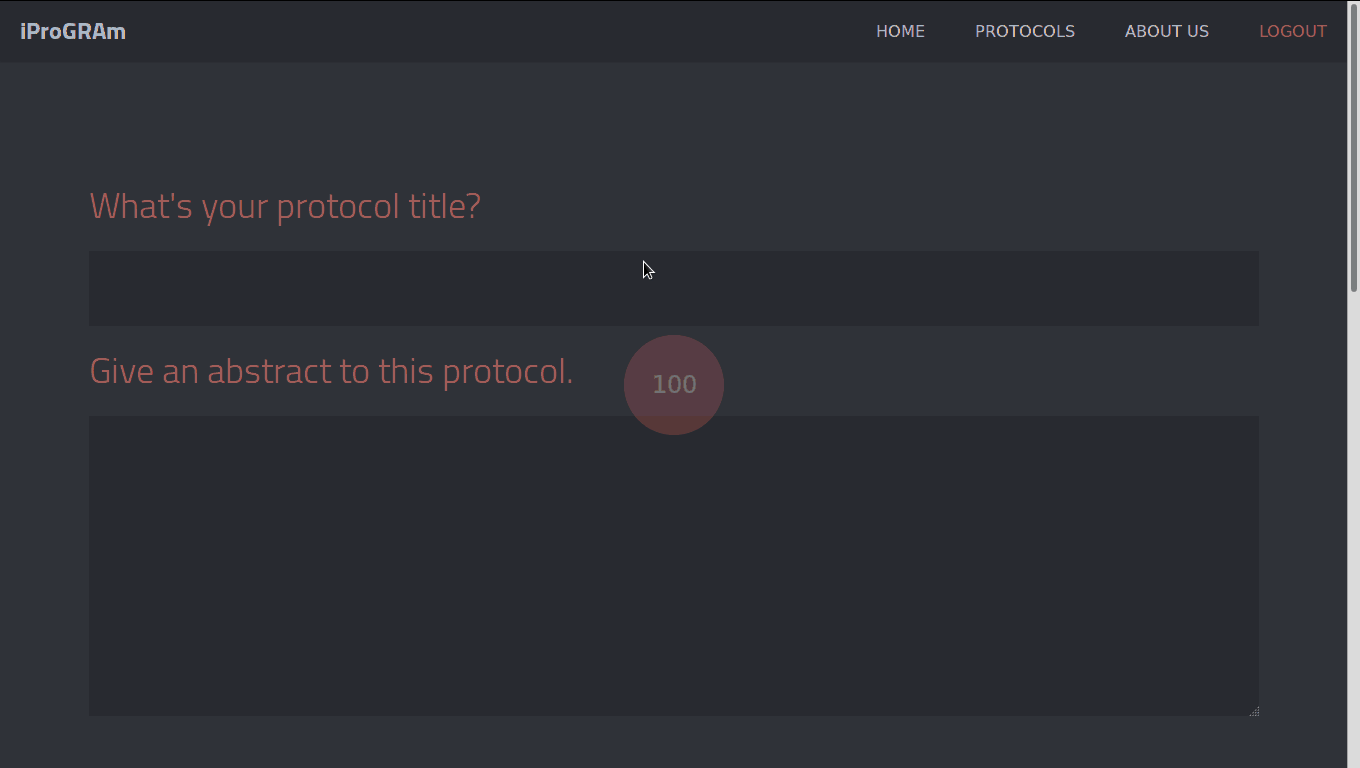 iProGRAm
HOME PROTOCOLS ABOUT US LOGOUT
What's your protocol title?
Give an abstract to this protocol.
100